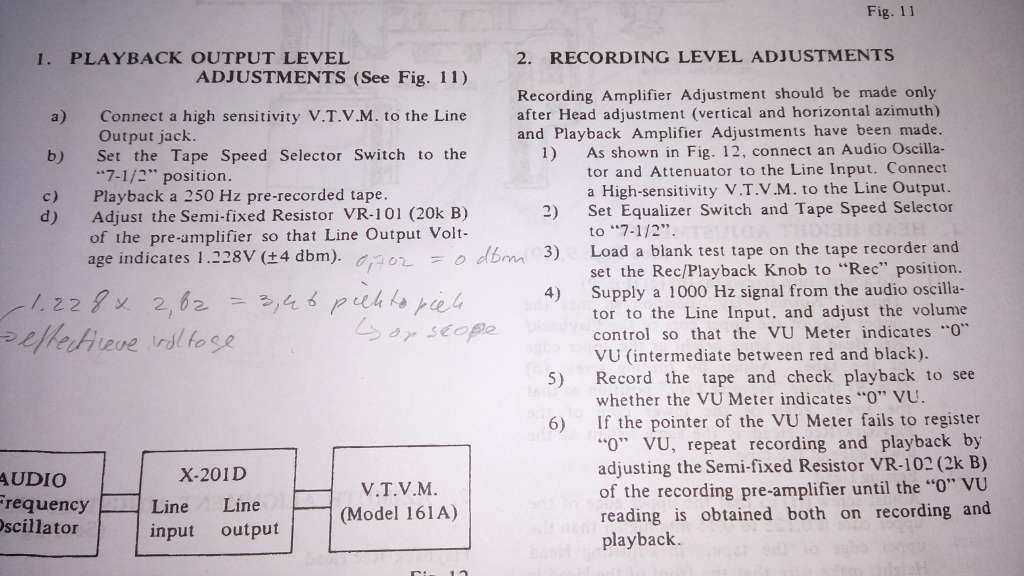 Fig. 11
1. PLAYBACK OUTPUT LEVEL
ADJUSTMENTS (See Fig. 11)
a) Connect a high sensitivity V.T.V.M. to the Line
Output jack.
b) Set the Tape Speed Selector Switch to the
“7-1/2” position.
c) Playback a 250 Hz pre-recorded tape.
d) Adjust the Semi-fixed Resistor VR-101 (20k B)
of the pre-amplifier so that Line Output Volt-
age indicates 1.228V (±4 dbm). 0,702 = 0 dbm
1.228 x 2,82 = 3,46 piek to piek
effectieve voltage
↳ op scope
AUDIO
Frequency
Oscillator
X-201D
Line Line
input output
V.T.V.M.
(Model 161A)
Fig. 12
2. RECORDING LEVEL ADJUSTMENTS
Recording Amplifier Adjustment should be made only
after Head adjustment (vertical and horizontal azimuth)
and Playback Amplifier Adjustments have been made.
1) As shown in Fig. 12, connect an Audio Oscilla-
tor and Attenuator to the Line Input. Connect
a High-sensitivity V.T.V.M. to the Line Output.
2) Set Equalizer Switch and Tape Speed Selector
to “7-1/2”.
3) Load a blank test tape on the tape recorder and
set the Rec/Playback Knob to “Rec” position.
4) Supply a 1000 Hz signal from the audio oscilla-
tor to the Line Input, and adjust the volume
control so that the VU Meter indicates “0”
VU (intermediate between red and black).
5) Record the tape and check playback to see
whether the VU Meter indicates “0” VU.
6) If the pointer of the VU Meter fails to register
“0” VU, repeat recording and playback by
adjusting the Semi-fixed Resistor VR-102 (2k B)
of the recording pre-amplifier until the “0” VU
reading is obtained both on recording and
playback.